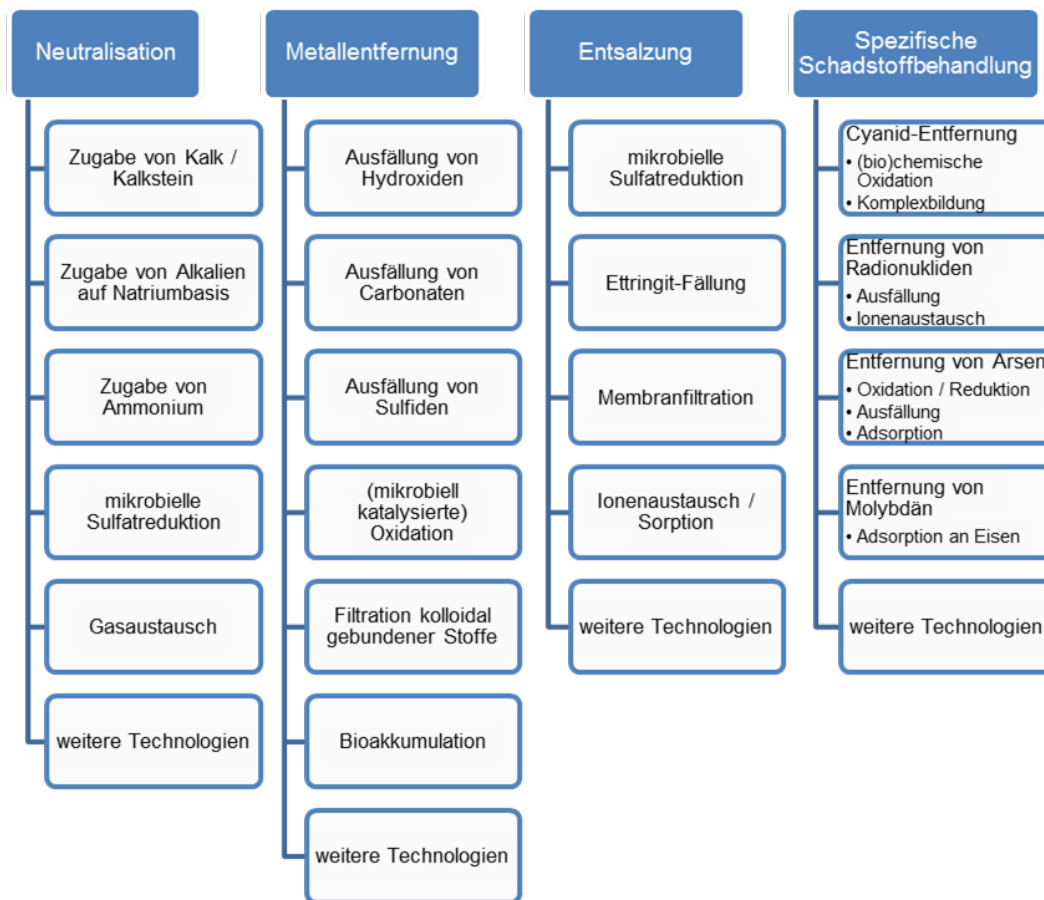 Neutralisation
Zugabe von Kalk /
Kalkstein
Zugabe von Alkalien
auf Natriumbasis
Zugabe von
Ammonium
mikrobielle
Sulfatreduktion
Gasaustausch
weitere Technologien
Metallentfernung
Ausfällung von
Hydroxiden
Ausfällung von
Carbonaten
Ausfällung von
Sulfiden
(mikrobiell
katalysierte)
Oxidation
Filtration kolloidal
gebundener Stoffe
Bioakkumulation
weitere Technologien
Entsalzung
mikrobielle
Sulfatreduktion
Ettringit-Fällung
Membranfiltration
Ionenaustausch /
Sorption
weitere Technologien
Spezifische
Schadstoffbehandlung
Cyanid-Entfernung
• (bio)chemische
Oxidation
• Komplexbildung
Entfernung von
Radionukliden
• Ausfällung
• Ionenaustausch
Entfernung von Arsen
• Oxidation / Reduktion
• Ausfällung
• Adsorption
Entfernung von
Molybdän
• Adsorption an Eisen
weitere Technologien